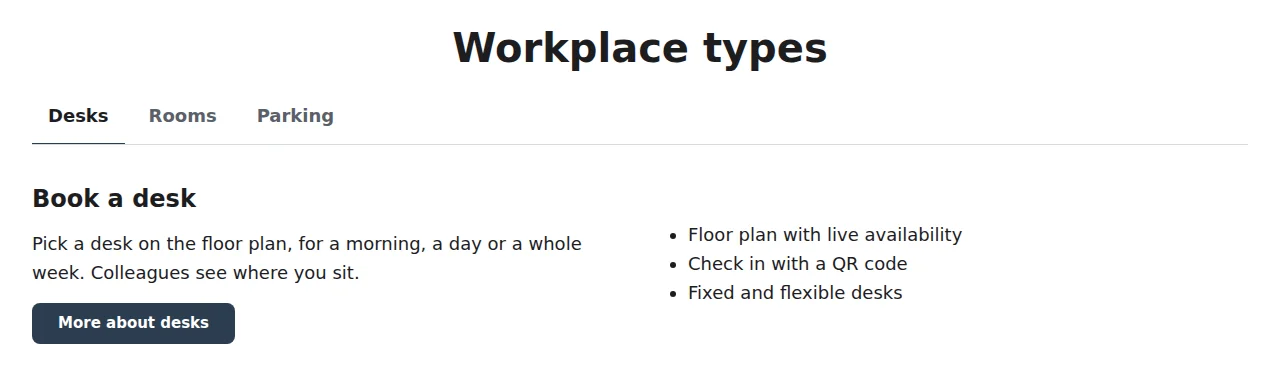 Workplace types
Desks Rooms Parking
Book a desk
Pick a desk on the floor plan, for a morning, a day or a whole
week. Colleagues see where you sit.
More about desks
Floor plan with live availability
Check in with a QR code
Fixed and flexible desks